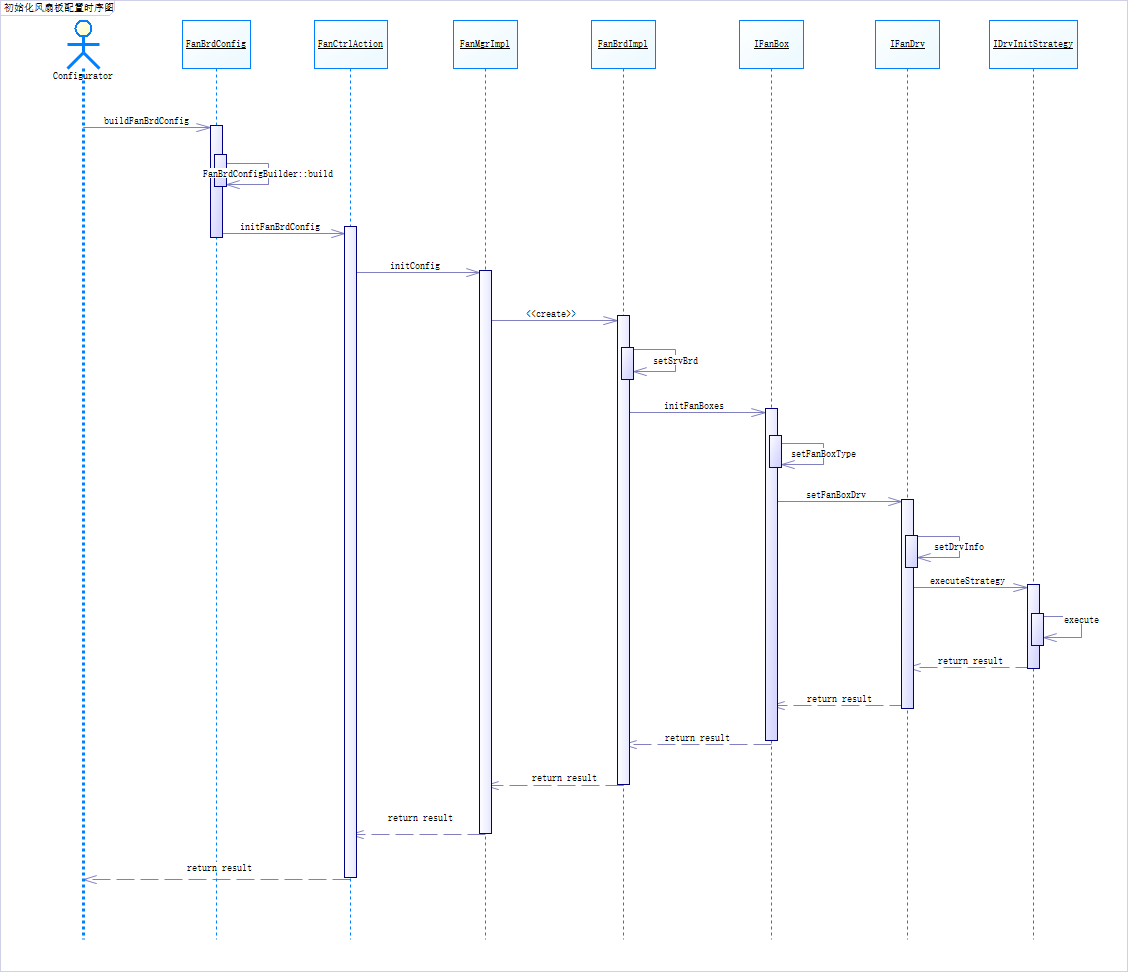 初始化风扇板配置时序图
Configurator
FanBrdConfig
FanCtrlAction
FanMgrImpl
FanBrdImpl
IFanBox
IFanDrv
IDrvInitStrategy
buildFanBrdConfig
FanBrdConfigBuilder::build
initFanBrdConfig
initConfig
<<create>>
setSrvBrd
initFanBoxes
setFanBoxType
setFanBoxDrv
setDrvInfo
executeStrategy
execute
return result
return result
return result
return result
return result
return result